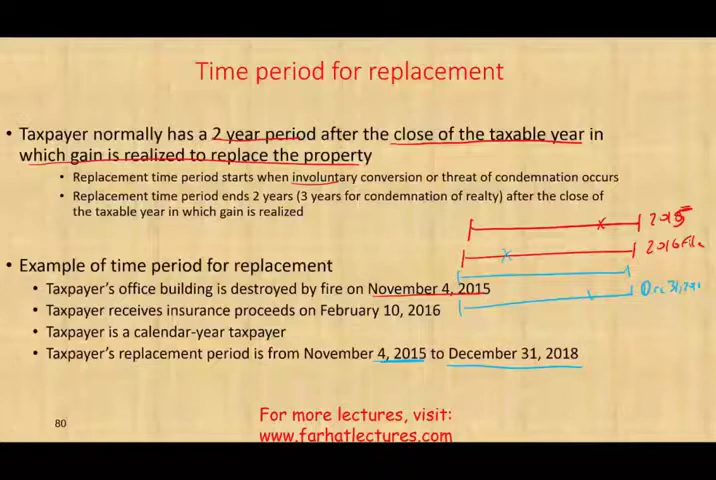 Time period for replacement
• Taxpayer normally has a 2 year period after the close of the taxable year in
which gain is realized to replace the property
• Replacement time period starts when involuntary conversion or threat of condemnation occurs
• Replacement time period ends 2 years (3 years for condemnation of realty) after the close of
the taxable year in which gain is realized
2015
2016
• Example of time period for replacement
• Taxpayer's office building is destroyed by fire on November 4, 2015
Dec 31,
• Taxpayer receives insurance proceeds on February 10, 2016
• Taxpayer is a calendar-year taxpayer
• Taxpayer's replacement period is from November 4, 2015 to December 31, 2018
80
For more lectures, visit:
www.farhatlectures.com